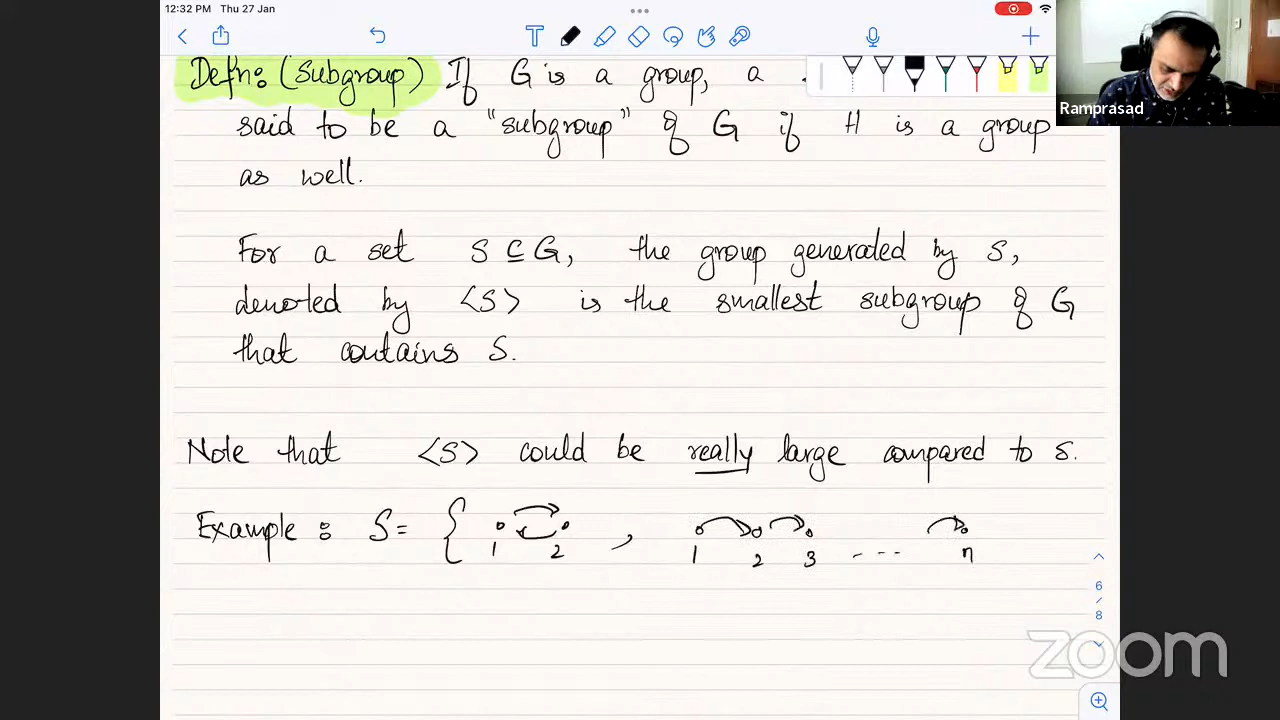 12:32 PM Thu 27 Jan
Defn: (Subgroup) If G is a group, a
Ramprasad
said to be a "subgroup" of G if H is a group
as well.
For a set S ⊆ G, the group generated by S,
denoted by <S> is the smallest subgroup of G
that contains S.
Note that <S> could be really large compared to S.
Example: S = { 1 2 , 1 2 3 ... n
6
/
8
zoom